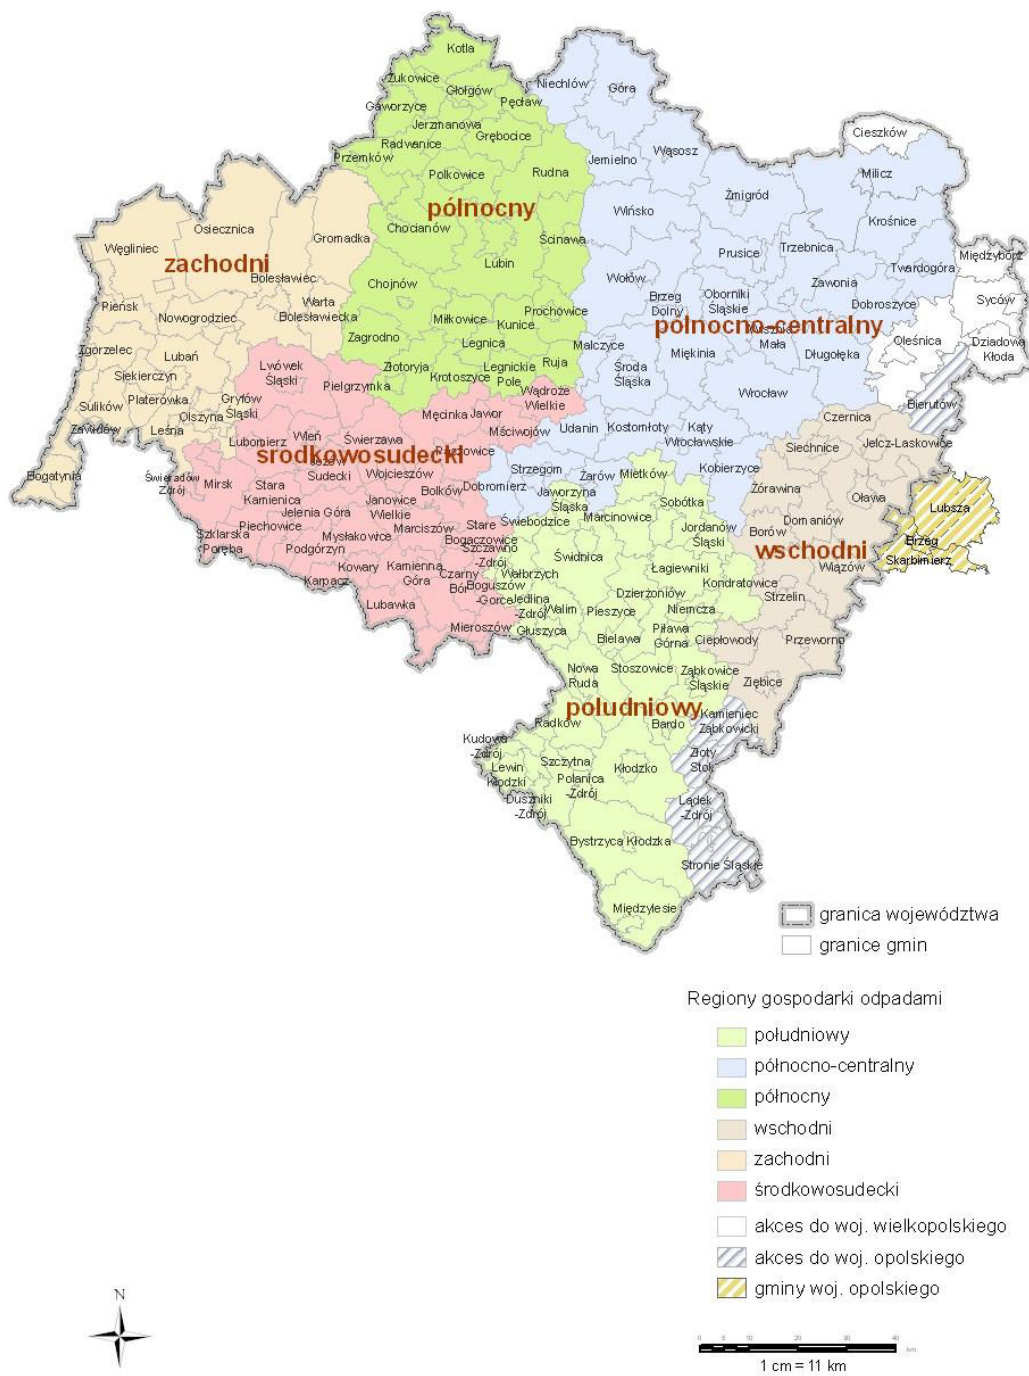 Kotla
Żukowice
Głołgów
Niechlów
Góra
Gaworzyce
Pęcław
Jerzmanowa
Grębocice
Cieszków
Radwanice
Wąsosz
Przemków
Jemielno
Polkowice
Rudna
Milicz
północny
Żmigród
Wińsko
Krośnice
Osiecznica
Chocianów
Gromadka
Ścinawa
Węgliniec
Trzebnica
Prusice
Międzybórz
zachodni
Lubin
Twardogóra
Bolesławiec
Wołów
Chojnów
Zawonia
Brzeg
Dolny
Oborniki
Śląskie
Syców
Pieńsk
Warta
Bolesławiecka
Dobroszyce
Nowogrodziec
Miłkowice
Prochowice
Kunice
północno-centralny
Mała
Zagrodno
Legnica
Malczyce
Oleśnica
Dziadowa
Kłoda
Zgorzelec
Lubań
Miękinia
Długołęka
Lwówek
Śląski
Złotoryja
Legnickie
Pole
Ruja
Środa
Śląska
Siekierczyn
Krotoszyce
Pielgrzymka
Wądroże
Wielkie
Wrocław
Sulików
Platerówka
Gryfów
Śląski
Bierutów
Olszyna
Męcinka
Jawor
Czernica
Zawidów
Leśna
Mściwojów
Udanin
Kostomłoty
Kąty
Wrocławskie
Lubomierz
Wleń
Świerzawa
Siechnice
Jelcz-Laskowice
środkowosudecki
Sudecki
Wojcieszów
Strzegom
Mietków
Kobierzyce
Bogatynia
Świeradów
Zdrój
Mirsk
Stara
Kamienica
Bolków
Dobromierz
Żarów
Żórawina
Oława
Jaworzyna
Śląska
Sobótka
Lubsza
Janowice
Wielkie
Jelenia Góra
Marcinowice
Domaniów
Piechowice
Stare
Bogaczowice
Świebodzice
Jordanów
Śląski
Borów
Szklarska
Poręba
Mysłakowice
Marciszów
Brzeg
Podgórzyn
Szczawno
-Zdrój
Świdnica
wschodni
Skarbimierz
Kowary
Kamienna
Góra
Czarny
Bór
Wałbrzych
Łagiewniki
Wiązów
Karpacz
Boguszów
-Gorce
Jedlina
-Zdrój
Kondratowice
Dzierżoniów
Strzelin
Lubawka
Walim
Pieszyce
Niemcza
Mieroszów
Głuszyca
Bielawa
Piława
Górna
Ciepłowody
Przeworno
Nowa
Ruda
Stoszowice
Ząbkowice
Śląskie
Ziębice
południowy
Radków
Bardo
Kamieniec
Ząbkowicki
Kudowa
-Zdrój
Złoty
Stok
Lewin
Kłodzki
Szczytna
Kłodzko
Polanica
-Zdrój
Duszniki
-Zdrój
Lądek
-Zdrój
Bystrzyca Kłodzka
Stronie Śląskie
Międzylesie
granica województwa
granice gmin
Regiony gospodarki odpadami
południowy
północno-centralny
północny
wschodni
zachodni
środkowosudecki
akces do woj. wielkopolskiego
akces do woj. opolskiego
gminy woj. opolskiego
N
0 5 10 20 30 40
km
1 cm = 11 km